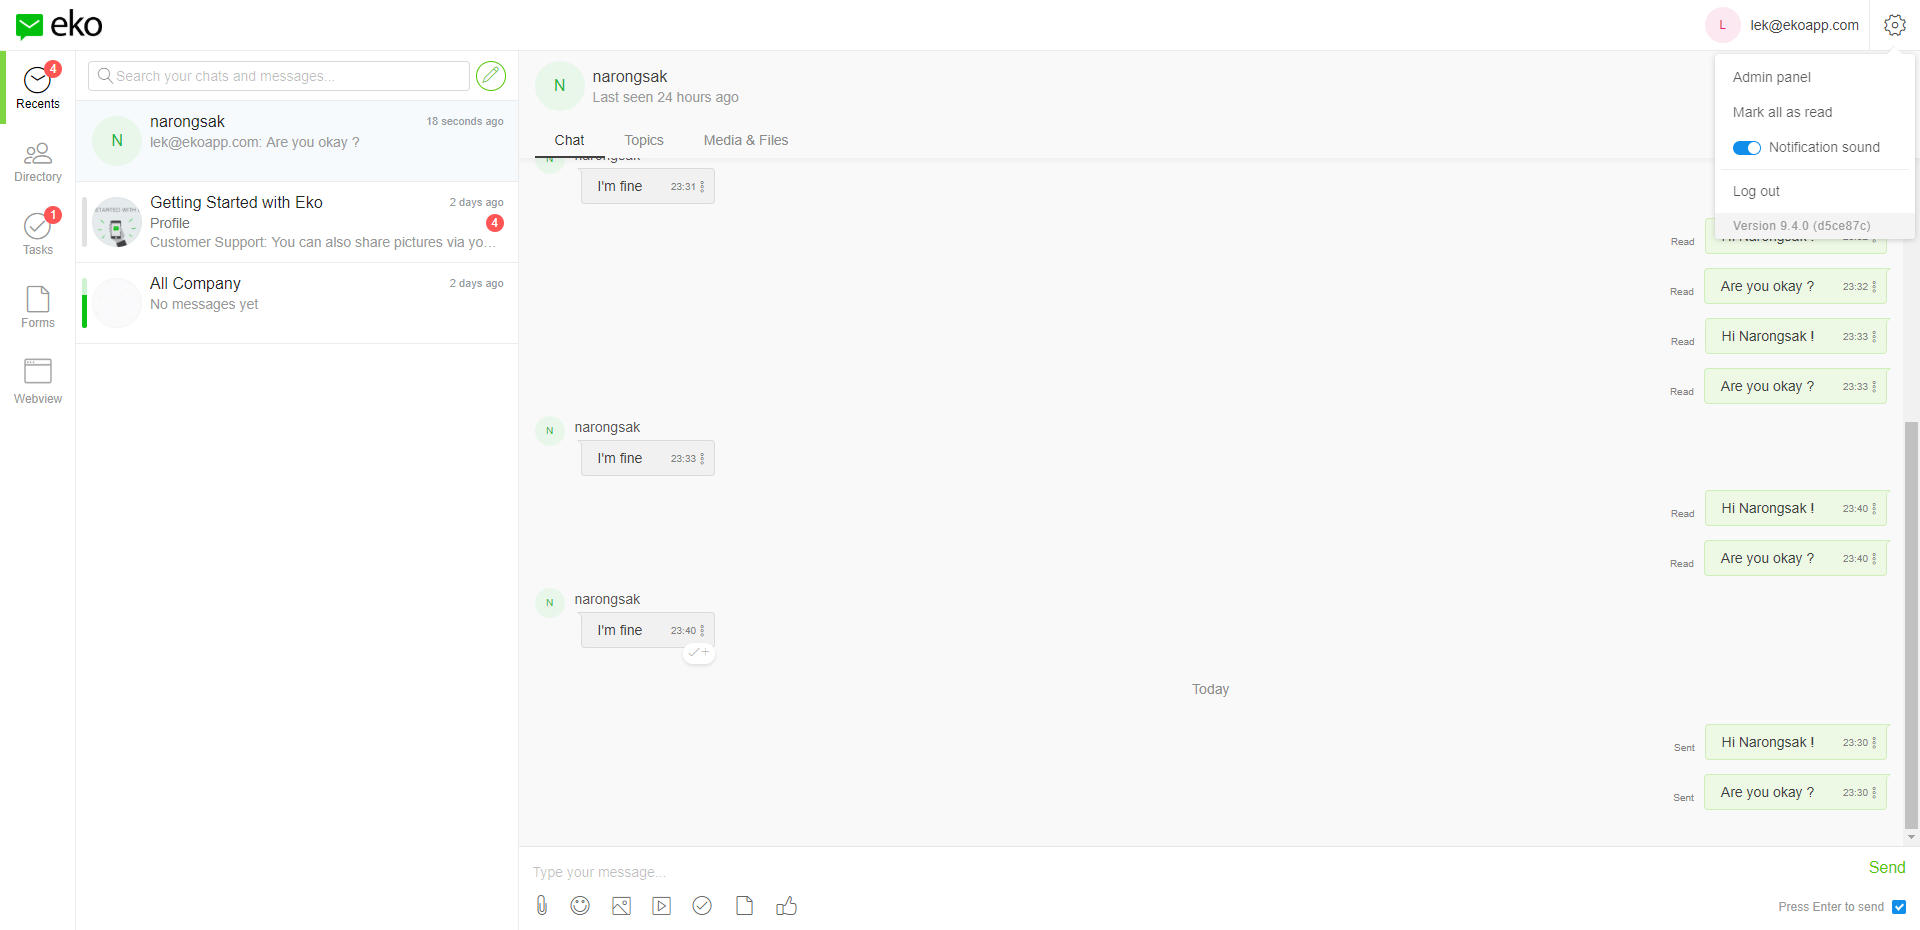 eko
L
lek@ekoapp.com
4
Recents
Directory
1
Tasks
Forms
Webview
Search your chats and messages...
N
narongsak
18 seconds ago
lek@ekoapp.com: Are you okay ?
STARTED WITH
Getting Started with Eko
2 days ago
Profile
4
Customer Support: You can also share pictures via yo...
All Company
2 days ago
No messages yet
N
narongsak
Last seen 24 hours ago
Chat
Topics
Media & Files
Admin panel
Mark all as read
Notification sound
Log out
Version 9.4.0 (d5ce87c)
N
narongsak
I'm fine 23:31
Read
Hi Narongsak ! 23:32
Read
Are you okay ? 23:32
Read
Hi Narongsak ! 23:33
Read
Are you okay ? 23:33
N
narongsak
I'm fine 23:33
Read
Hi Narongsak ! 23:40
Read
Are you okay ? 23:40
N
narongsak
I'm fine 23:40
Today
Sent
Hi Narongsak ! 23:30
Sent
Are you okay ? 23:30
Type your message...
Send
Press Enter to send